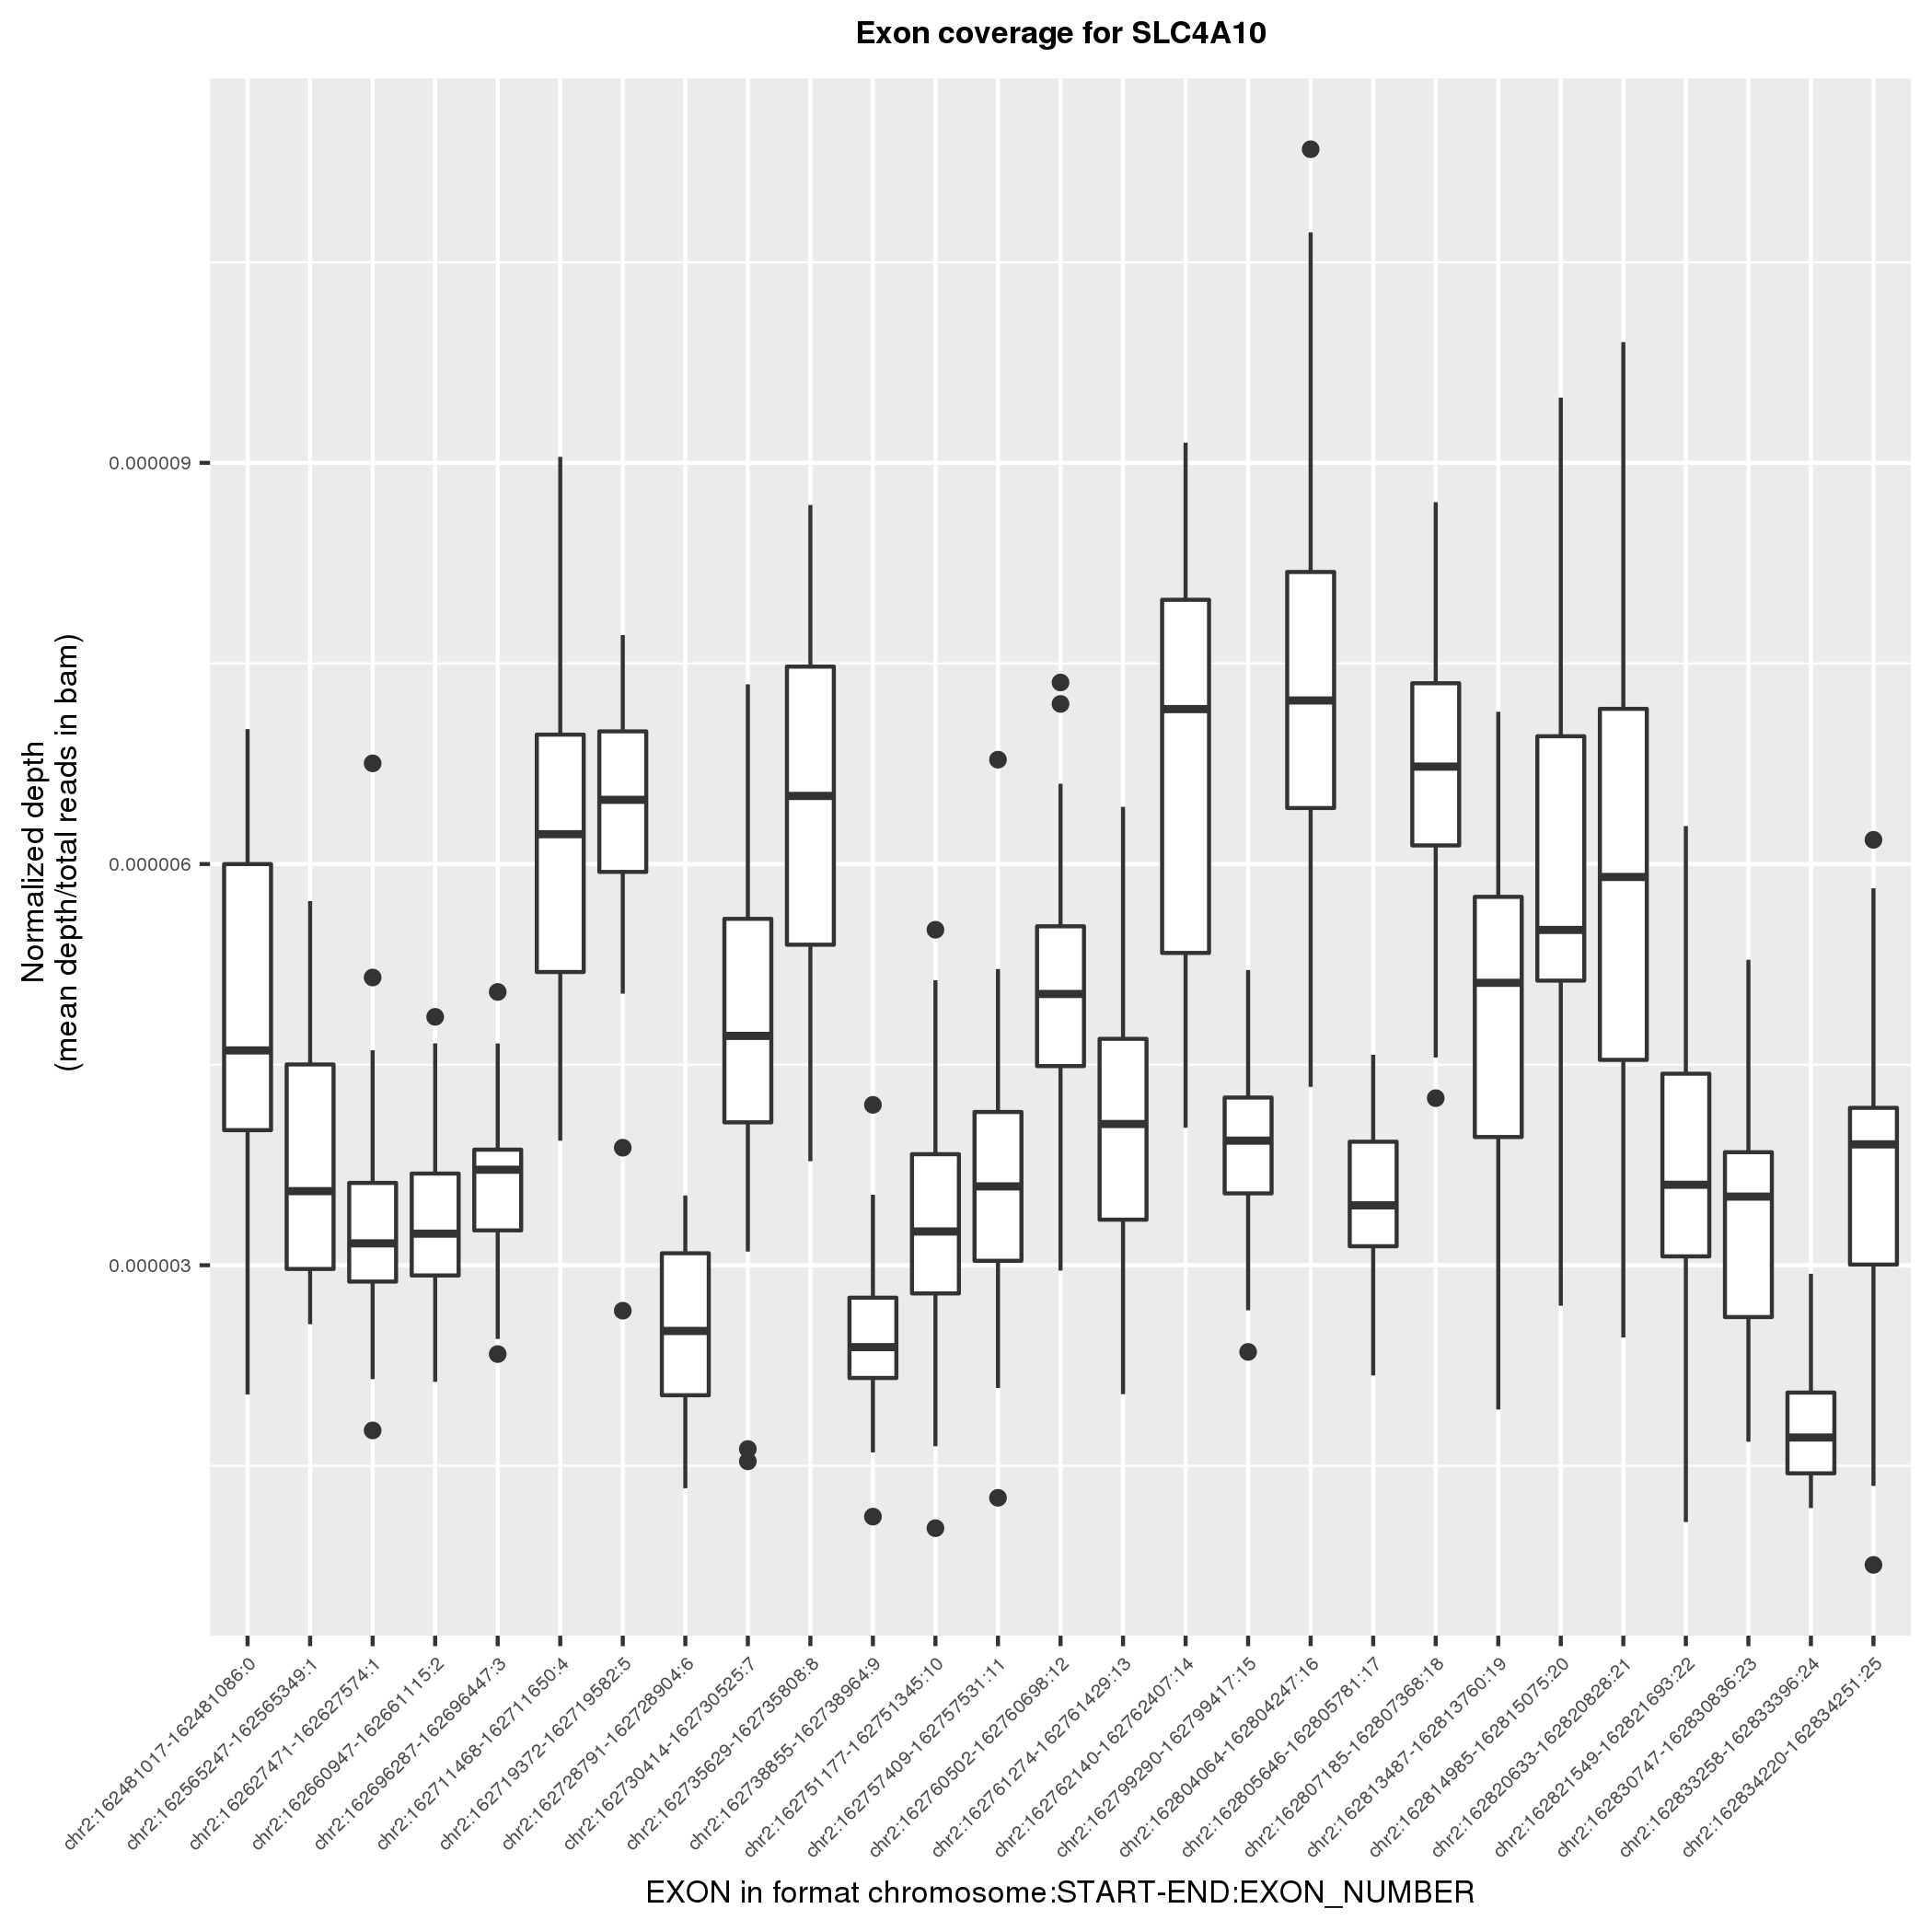 Exon coverage for SLC4A10
Normalized depth
(mean depth/total reads in bam)
0.000009
0.000006
0.000003
chr2:162481017-162481086:0
chr2:162565247-162565349:1
chr2:162627471-162627574:1
chr2:162660947-162661115:2
chr2:162696287-162696447:3
chr2:162711468-162711650:4
chr2:162719372-162719582:5
chr2:162728791-162728904:6
chr2:162730414-162730525:7
chr2:162735629-162735808:8
chr2:162738855-162738964:9
chr2:162751177-162751345:10
chr2:162757409-162757531:11
chr2:162760502-162760698:12
chr2:162761274-162761429:13
chr2:162762140-162762407:14
chr2:162799290-162799417:15
chr2:162804064-162804247:16
chr2:162805646-162805781:17
chr2:162807185-162807368:18
chr2:162813487-162813760:19
chr2:162814985-162815075:20
chr2:162820633-162820828:21
chr2:162821549-162821693:22
chr2:162830747-162830836:23
chr2:162833258-162833396:24
chr2:162834220-162834251:25
EXON in format chromosome:START-END:EXON_NUMBER